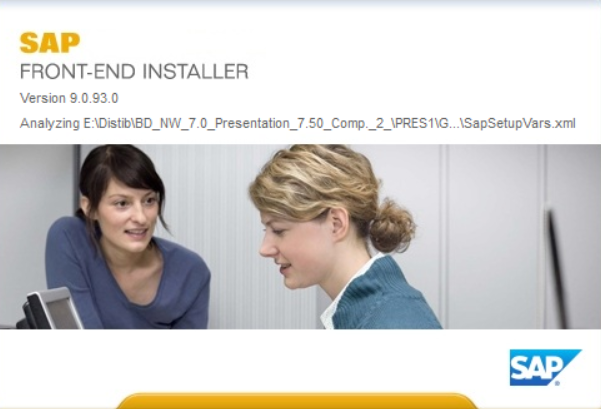 SAP
FRONT-END INSTALLER
Version 9.0.93.0
Analyzing E:\Distib\BD_NW_7.0_Presentation_7.50_Comp._2_\PRES1\G...\SapSetupVars.xml
SAP